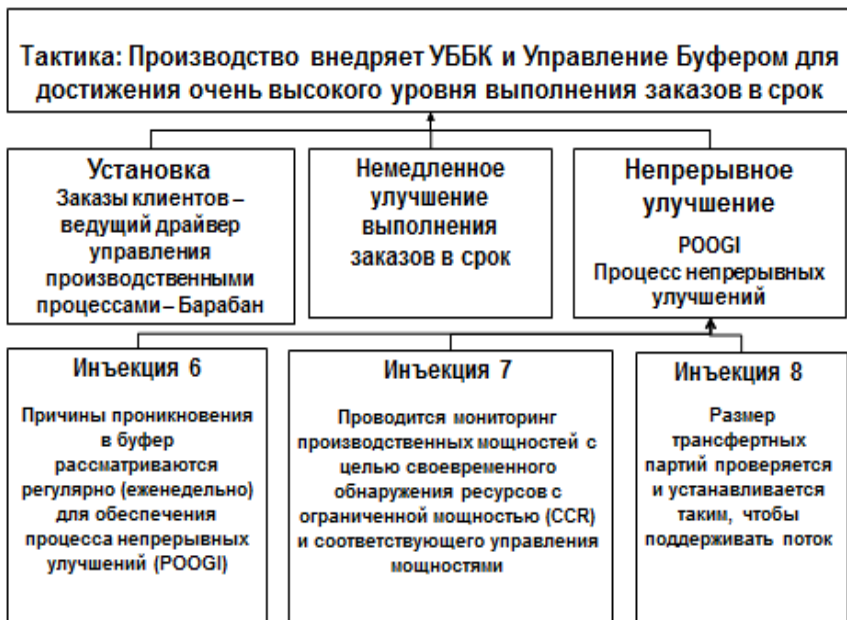 Тактика: Производство внедряет УББК и Управление Буфером для
достижения очень высокого уровня выполнения заказов в срок
Установка
Заказы клиентов –
ведущий драйвер
управления
производственными
процессами – Барабан
Немедленное
улучшение
выполнения
заказов в срок
Непрерывное
улучшение
POOGI
Процесс непрерывных
улучшений
Инъекция 6
Причины проникновения
в буфер
рассматриваются
регулярно (еженедельно)
для обеспечения
процесса непрерывных
улучшений (POOGI)
Инъекция 7
Проводится мониторинг
производственных мощностей с
целью своевременного
обнаружения ресурсов с
ограниченной мощностью (CCR)
и соответствующего управления
мощностями
Инъекция 8
Размер
трансфертных
партий проверяется
и устанавливается
таким, чтобы
поддерживать поток